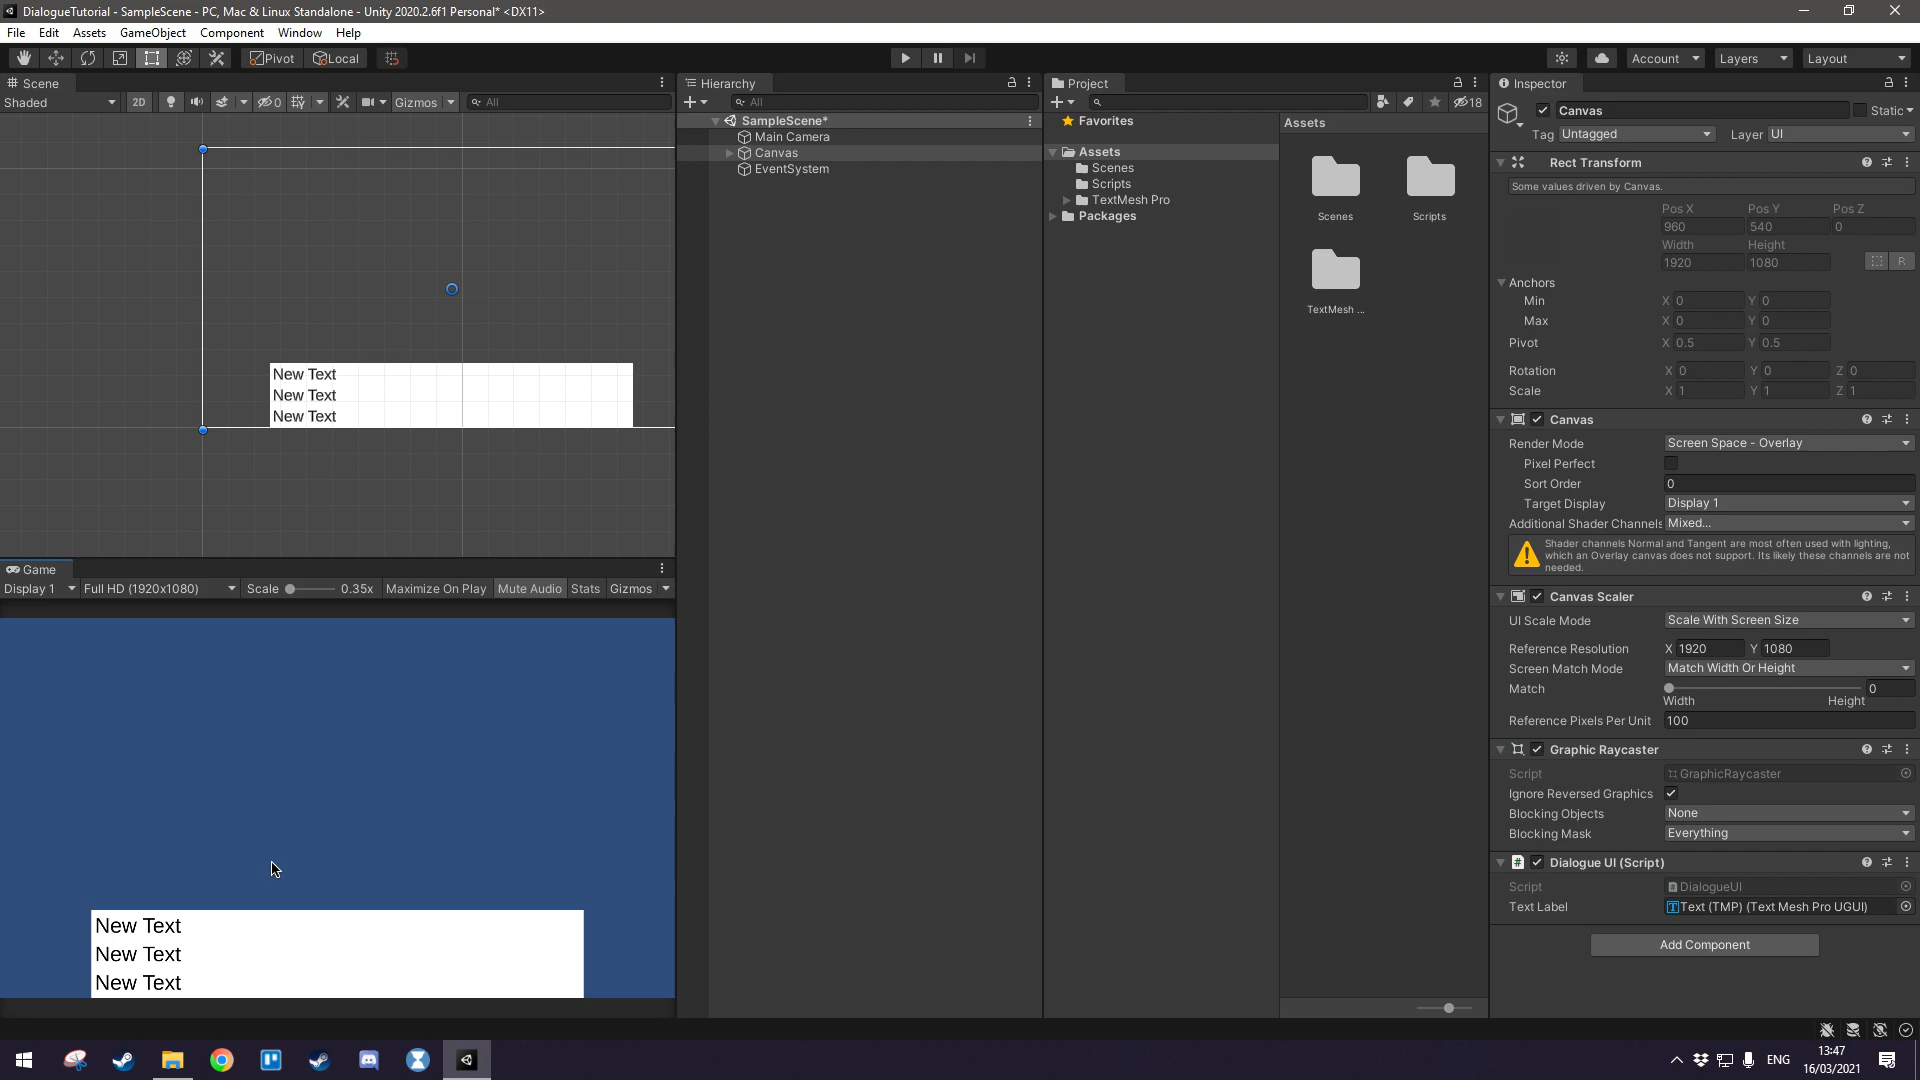 DialogueTutorial - SampleScene - PC, Mac & Linux Standalone - Unity 2020.2.6f1 Personal* <DX11>
File Edit Assets GameObject Component Window Help
Pivot Local Account Layers Layout
Scene
Shaded 2D 0 Gizmos All
New Text
New Text
New Text
Game
Display 1 Full HD (1920x1080) Scale 0.35x Maximize On Play Mute Audio Stats Gizmos
New Text
New Text
New Text
Hierarchy
All
SampleScene*
Main Camera
Canvas
EventSystem
Project
18
Favorites
Assets
Scenes
Scripts
TextMesh Pro
Packages
Assets
Scenes Scripts
TextMesh ...
Inspector
Canvas Static
Tag Untagged Layer UI
Rect Transform
Some values driven by Canvas.
Pos X Pos Y Pos Z
960 540 0
Width Height
1920 1080 R
Anchors
Min X 0 Y 0
Max X 0 Y 0
Pivot X 0.5 Y 0.5
Rotation X 0 Y 0 Z 0
Scale X 1 Y 1 Z 1
Canvas
Render Mode Screen Space - Overlay
Pixel Perfect
Sort Order 0
Target Display Display 1
Additional Shader Channels Mixed...
Shader channels Normal and Tangent are most often used with lighting,
which an Overlay canvas does not support. Its likely these channels are not
needed.
Canvas Scaler
UI Scale Mode Scale With Screen Size
Reference Resolution X 1920 Y 1080
Screen Match Mode Match Width Or Height
Match 0
Width Height
Reference Pixels Per Unit 100
Graphic Raycaster
Script GraphicRaycaster
Ignore Reversed Graphics
Blocking Objects None
Blocking Mask Everything
Dialogue UI (Script)
Script DialogueUI
Text Label Text (TMP) (Text Mesh Pro UGUI)
Add Component
ENG
13:47
16/03/2021